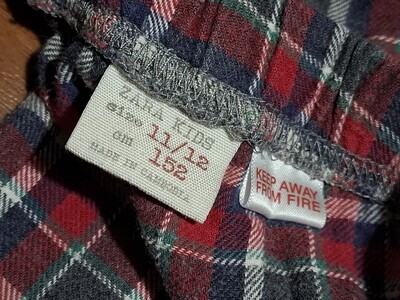 ZARA KIDS
size 11/12
cm 152
MADE IN CAMBODIA
KEEP AWAY
FROM FIRE